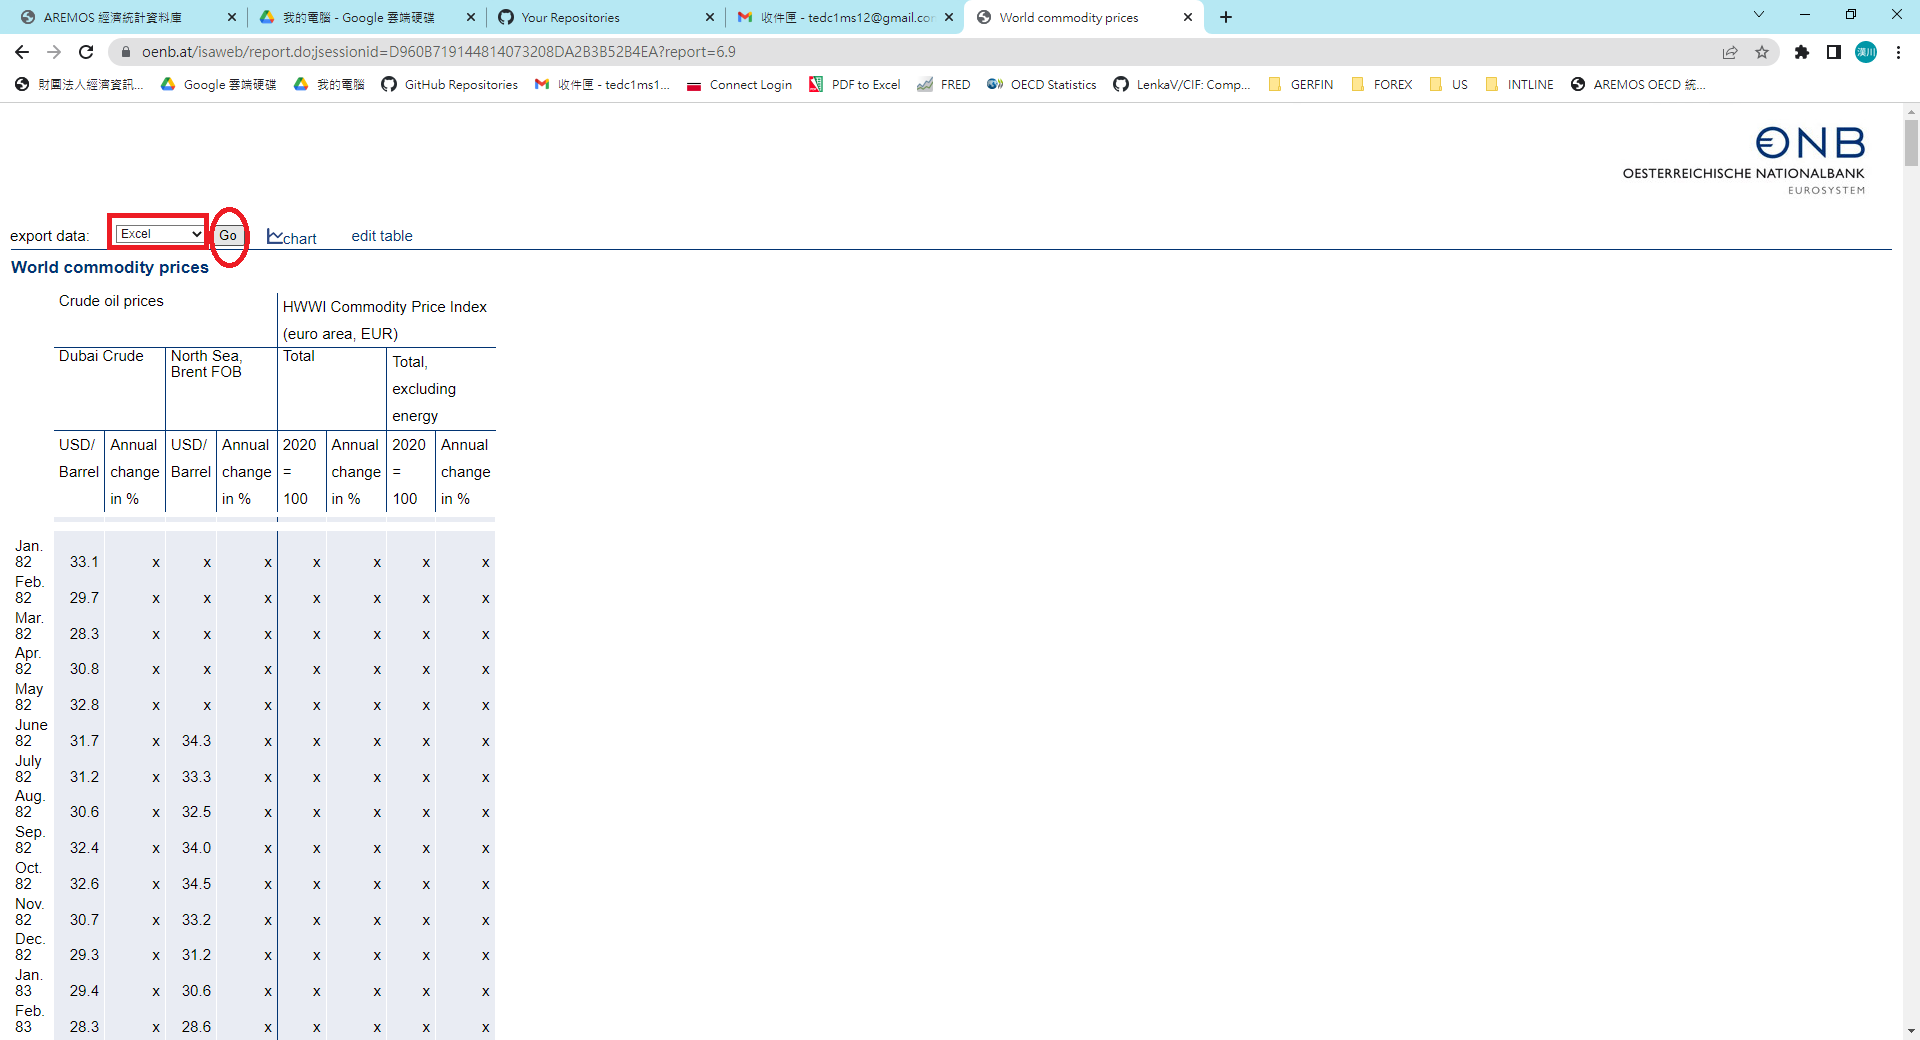 AREMOS 經濟統計資料庫
我的電腦 - Google 雲端硬碟
Your Repositories
收件匣 - tedc1ms12@gmail.co
World commodity prices
oenb.at/isaweb/report.do;jsessionid=D960B719144814073208DA2B3B52B4EA?report=6.9
漢川
財團法人經濟資訊... Google 雲端硬碟 我的電腦 GitHub Repositories 收件匣 - tedc1ms1... Connect Login PDF to Excel FRED OECD Statistics LenkaV/CIF: Comp... GERFIN FOREX US INTLINE AREMOS OECD 統...
ONB
OESTERREICHISCHE NATIONALBANK
EUROSYSTEM
export data: Excel Go chart edit table
World commodity prices
Crude oil prices
HWWI Commodity Price Index
(euro area, EUR)
Dubai Crude
North Sea,
Brent FOB
Total
Total,
excluding
energy
USD/ Annual USD/ Annual 2020 Annual 2020 Annual
Barrel change Barrel change = change = change
in % in % 100 in % 100 in %
Jan.
82 33.1 x x x x x x x
Feb.
82 29.7 x x x x x x x
Mar.
82 28.3 x x x x x x x
Apr.
82 30.8 x x x x x x x
May
82 32.8 x x x x x x x
June
82 31.7 x 34.3 x x x x x
July
82 31.2 x 33.3 x x x x x
Aug.
82 30.6 x 32.5 x x x x x
Sep.
82 32.4 x 34.0 x x x x x
Oct.
82 32.6 x 34.5 x x x x x
Nov.
82 30.7 x 33.2 x x x x x
Dec.
82 29.3 x 31.2 x x x x x
Jan.
83 29.4 x 30.6 x x x x x
Feb.
83 28.3 x 28.6 x x x x x